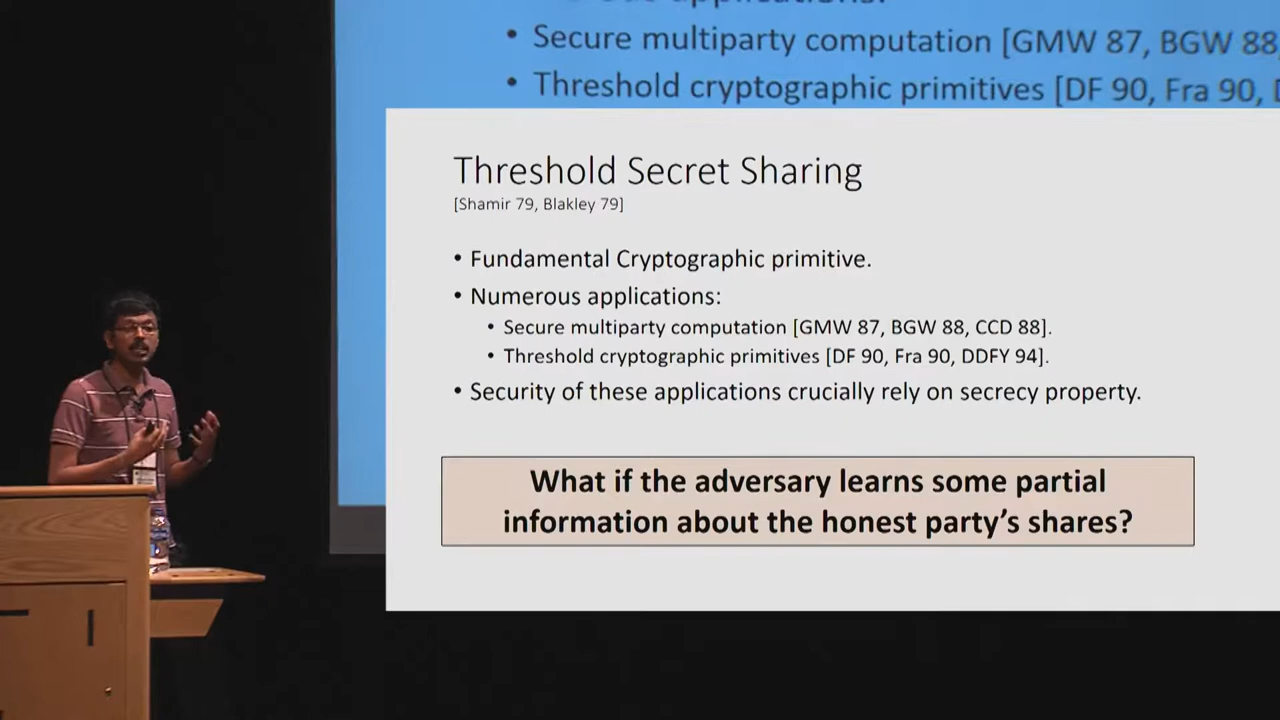 Secure multiparty computation [GMW 87, BGW 88,
Threshold cryptographic primitives [DF 90, Fra 90,
Threshold Secret Sharing
[Shamir 79, Blakley 79]
• Fundamental Cryptographic primitive.
• Numerous applications:
• Secure multiparty computation [GMW 87, BGW 88, CCD 88].
• Threshold cryptographic primitives [DF 90, Fra 90, DDFY 94].
• Security of these applications crucially rely on secrecy property.
What if the adversary learns some partial
information about the honest party's shares?